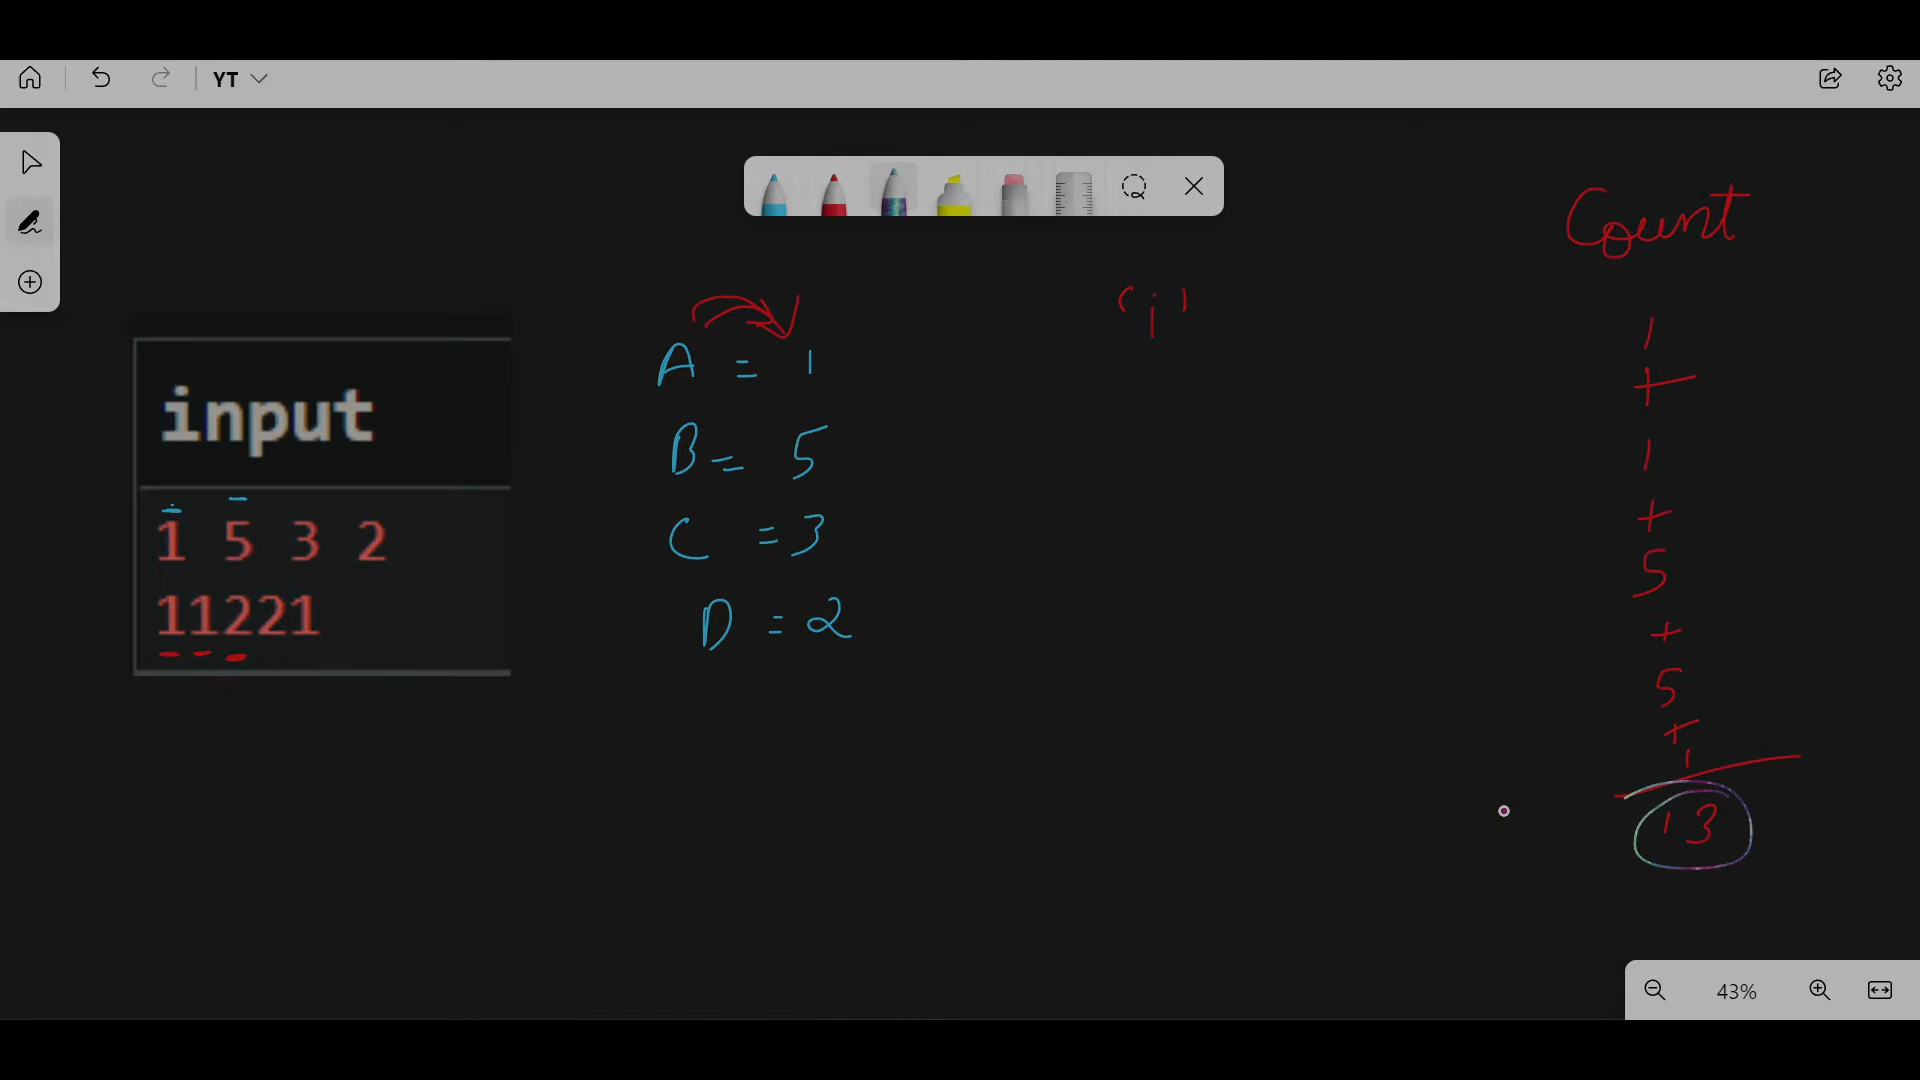 YT
Count
'i'
input
1 5 3 2
11221
A = 1
B = 5
C = 3
D = 2
1
+
1
+
5
+
5
+
1
13
43%